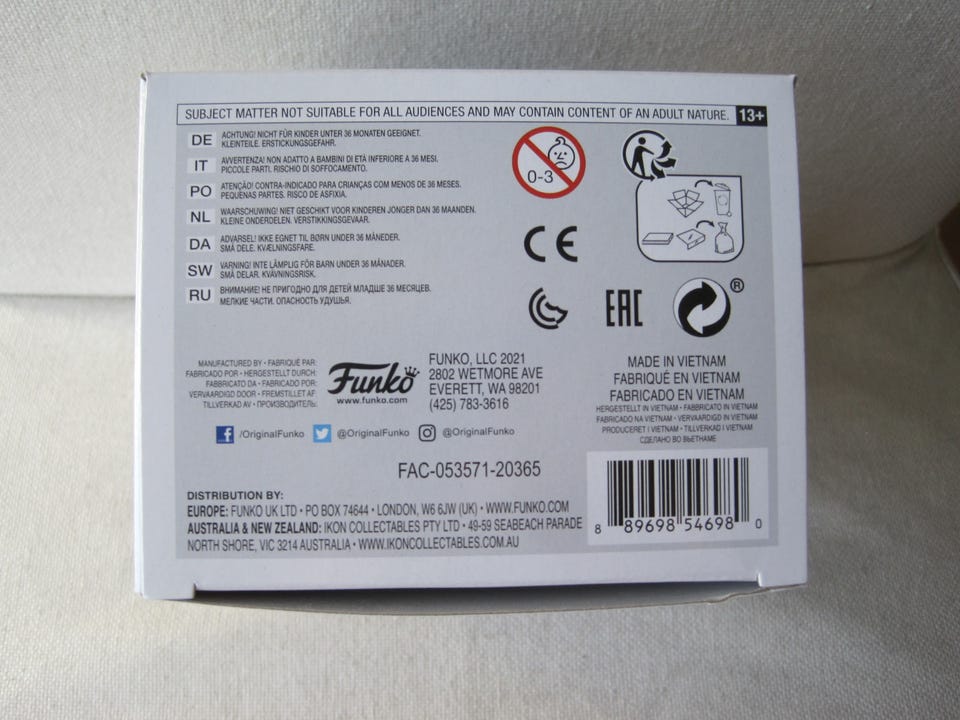 SUBJECT MATTER NOT SUITABLE FOR ALL AUDIENCES AND MAY CONTAIN CONTENT OF AN ADULT NATURE. 13+
DE ACHTUNG! NICHT FÜR KINDER UNTER 36 MONATEN GEEIGNET.
KLEINTEILE. ERSTICKUNGSGEFAHR.
IT AVVERTENZA! NON ADATTO A BAMBINI DI ETÀ INFERIORE A 36 MESI.
PICCOLE PARTI. RISCHIO DI SOFFOCAMENTO.
PO ATENÇÃO! CONTRA-INDICADO PARA CRIANÇAS COM MENOS DE 36 MESES.
PEQUENAS PARTES. RISCO DE ASFIXIA.
NL WAARSCHUWING! NIET GESCHIKT VOOR KINDEREN JONGER DAN 36 MAANDEN.
KLEINE ONDERDELEN. VERSTIKKINGSGEVAAR.
DA ADVARSEL! IKKE EGNET TIL BØRN UNDER 36 MÅNEDER.
SMÅ DELE. KVÆLNINGSFARE.
SW VARNING! INTE LÄMPLIG FÖR BARN UNDER 36 MÅNADER.
SMÅ DELAR. KVÄVNINGSRISK.
RU ВНИМАНИЕ! НЕ ПРИГОДНО ДЛЯ ДЕТЕЙ МЛАДШЕ 36 МЕСЯЦЕВ.
МЕЛКИЕ ЧАСТИ. ОПАСНОСТЬ УДУШЬЯ.
0-3
CE
EAC
®
MANUFACTURED BY • FABRIQUÉ PAR:
FABRICADO POR • HERGESTELLT DURCH:
FABBRICATO DA • FABRICADO POR:
VERVAARDIGD DOOR • FREMSTILLET AF:
TILLVERKAD AV • ПРОИЗВОДИТЕЛЬ:
Funko
www.funko.com
FUNKO, LLC 2021
2802 WETMORE AVE
EVERETT, WA 98201
(425) 783-3616
MADE IN VIETNAM
FABRIQUÉ EN VIETNAM
FABRICADO EN VIETNAM
HERGESTELLT IN VIETNAM • FABBRICATO IN VIETNAM
FABRICADO NA VIETNAM • VERVAARDIGD IN VIETNAM
PRODUCERET I VIETNAM • TILLVERKAD I VIETNAM
СДЕЛАНО ВО ВЬЕТНАМЕ
/OriginalFunko @OriginalFunko @OriginalFunko
FAC-053571-20365
DISTRIBUTION BY:
EUROPE: FUNKO UK LTD • PO BOX 74644 • LONDON, W6 6JW (UK) • WWW.FUNKO.COM
AUSTRALIA & NEW ZEALAND: IKON COLLECTABLES PTY LTD • 49-59 SEABEACH PARADE
NORTH SHORE, VIC 3214 AUSTRALIA • WWW.IKONCOLLECTABLES.COM.AU
8 89698 54698 0